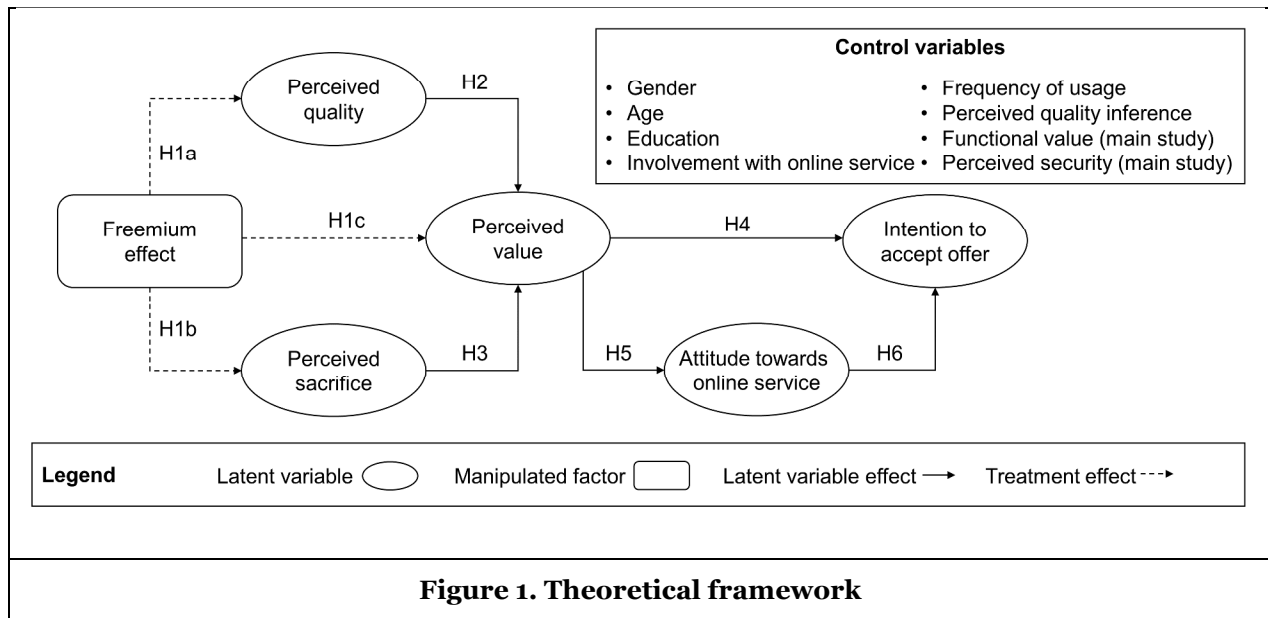 Perceived
quality
H2
Control variables
• Gender
• Age
• Education
• Involvement with online service
• Frequency of usage
• Perceived quality inference
• Functional value (main study)
• Perceived security (main study)
H1a
Freemium
effect
H1c
Perceived
value
H4
Intention to
accept offer
H1b
Perceived
sacrifice
H3
H5
Attitude towards
online service
H6
Legend
Latent variable
Manipulated factor
Latent variable effect
Treatment effect
Figure 1. Theoretical framework